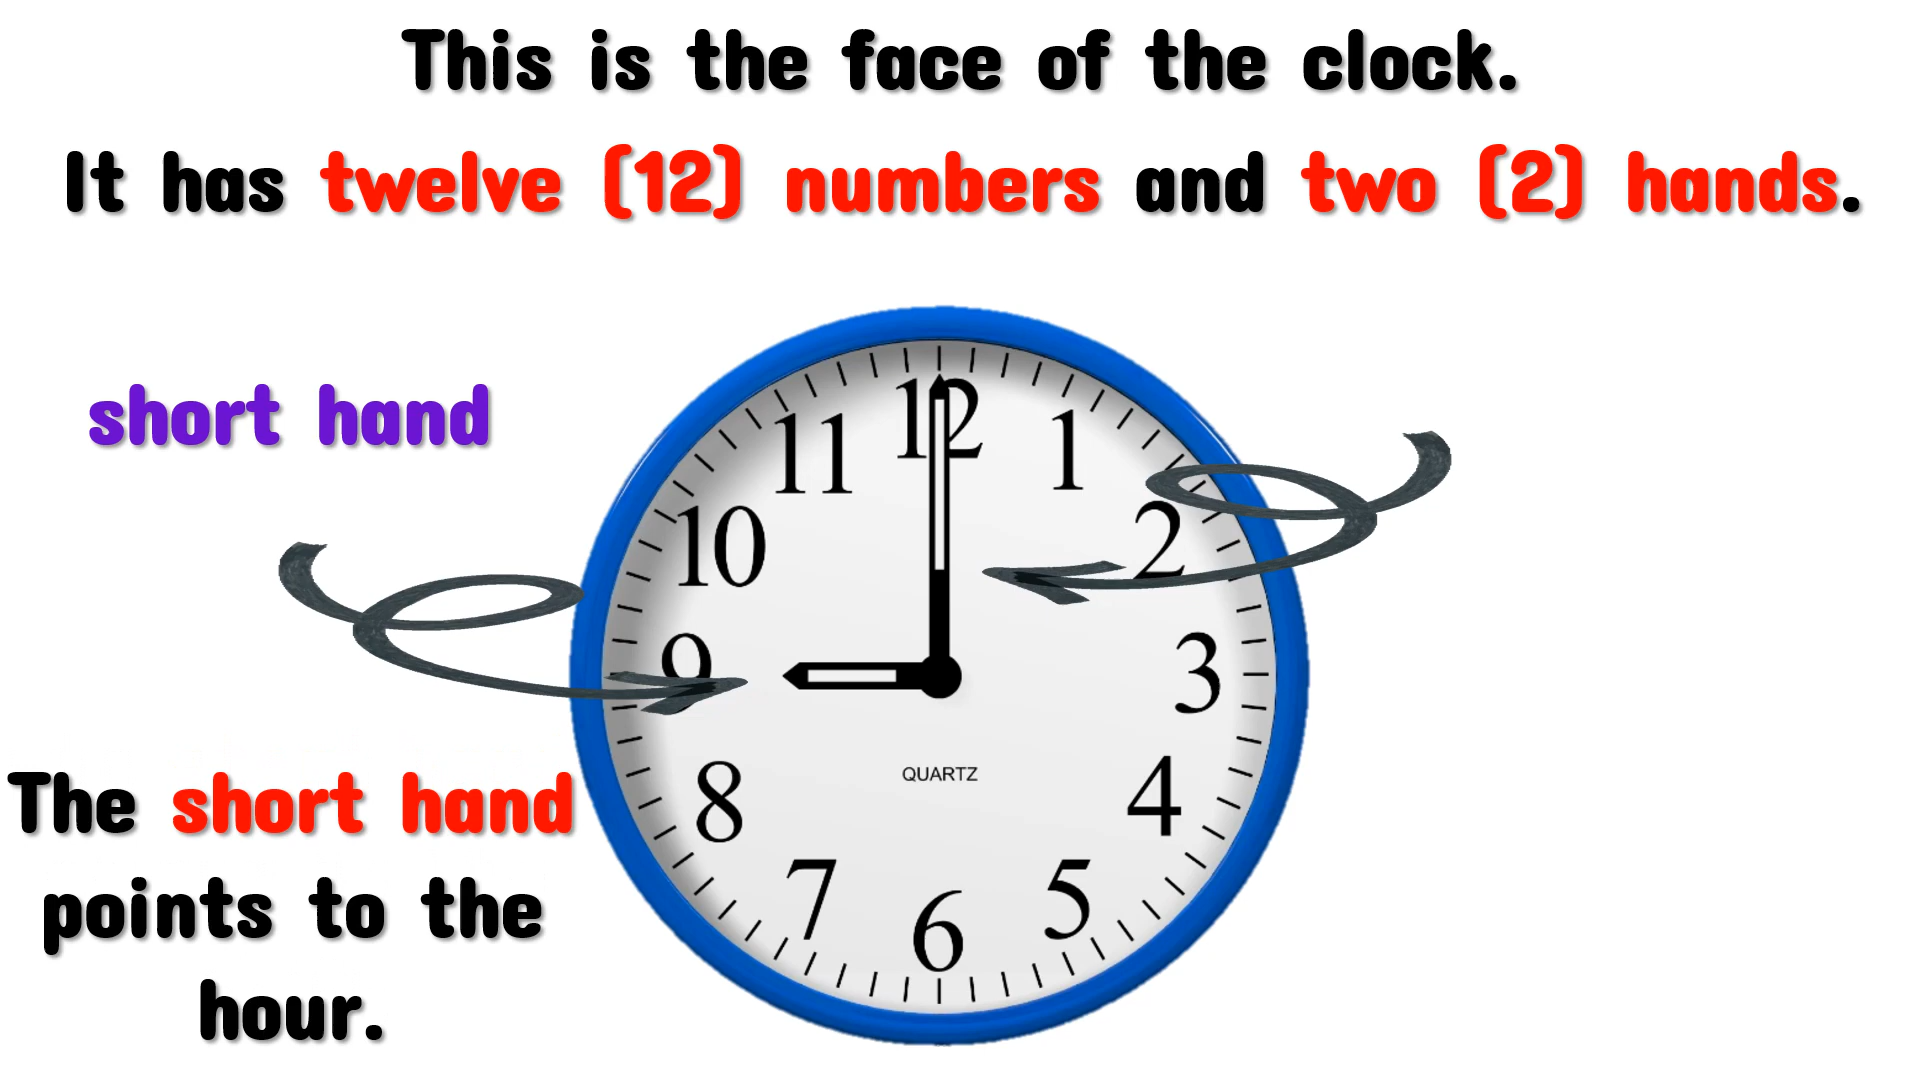 This is the face of the clock.
It has twelve (12) numbers and two (2) hands.
short hand
12
1
2
3
4
5
6
7
8
9
10
11
QUARTZ
The short hand
points to the
hour.